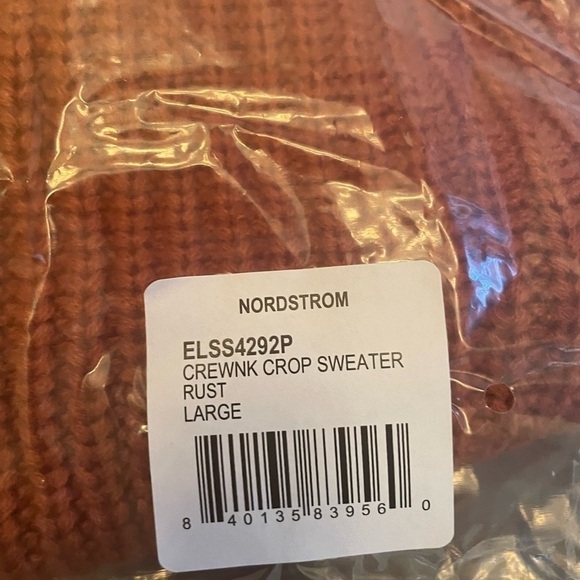 NORDSTROM
ELSS4292P
CREWNK CROP SWEATER
RUST
LARGE
8 40135 83956 0